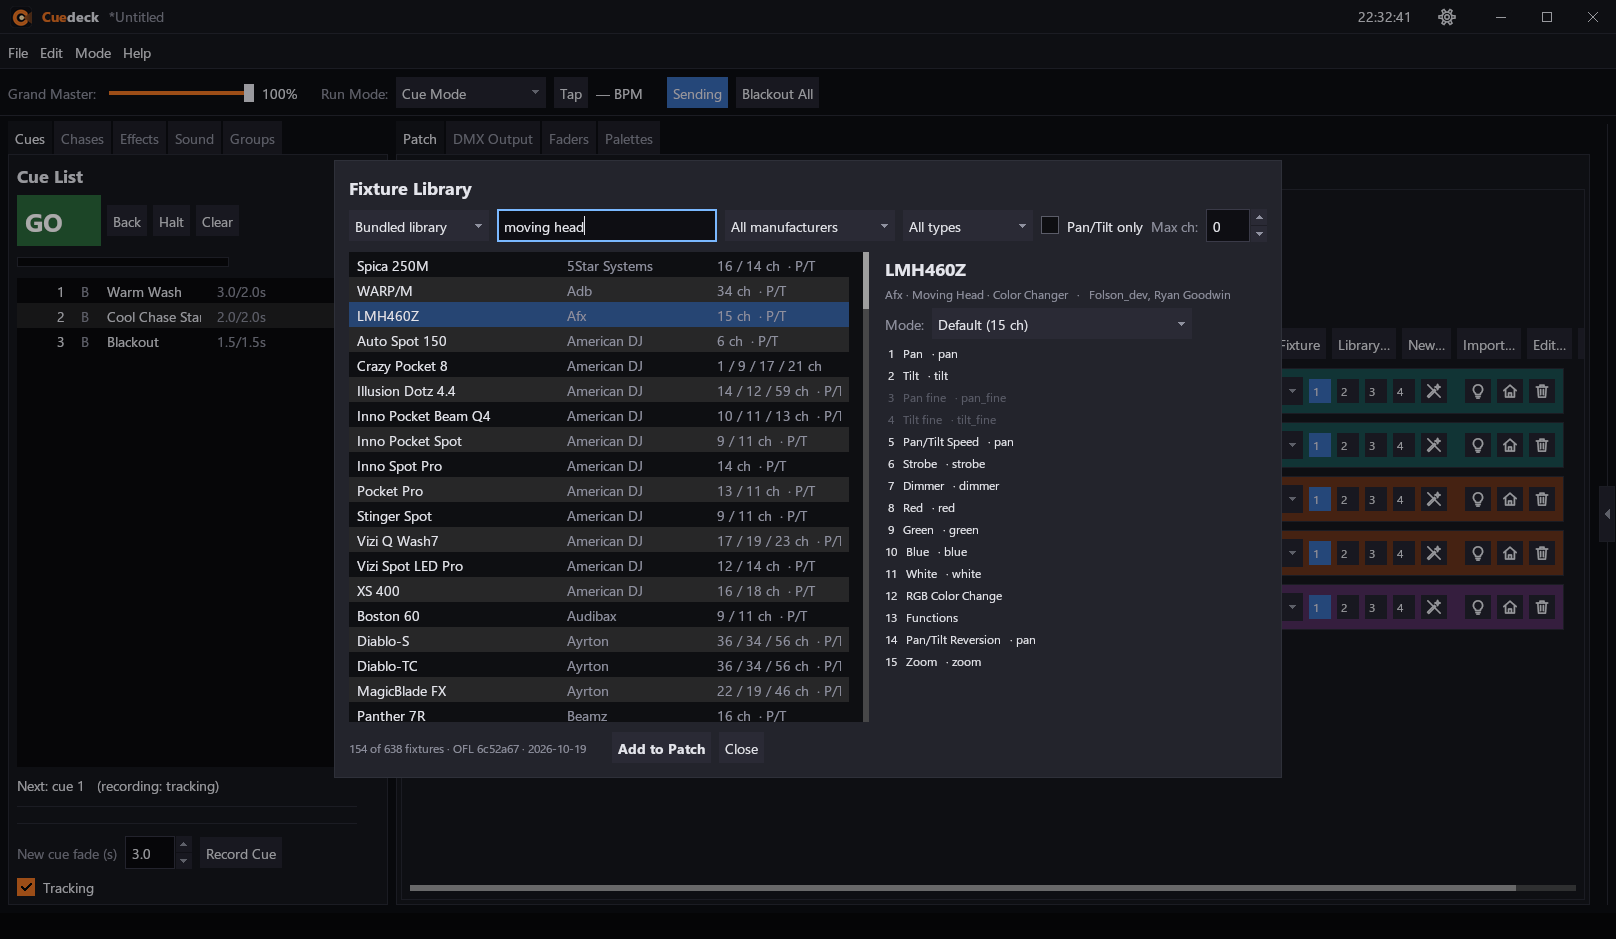 Cuedeck *Untitled 22:32:41
File Edit Mode Help
Grand Master: 100% Run Mode: Cue Mode Tap — BPM Sending Blackout All
Cues Chases Effects Sound Groups
Patch DMX Output Faders Palettes
Cue List
GO Back Halt Clear
1 B Warm Wash 3.0/2.0s
2 B Cool Chase Star 2.0/2.0s
3 B Blackout 1.5/1.5s
Next: cue 1 (recording: tracking)
New cue fade (s) 3.0 Record Cue
Tracking
Fixture Library
Bundled library moving head All manufacturers All types Pan/Tilt only Max ch: 0
Spica 250M 5Star Systems 16 / 14 ch · P/T
WARP/M Adb 34 ch · P/T
LMH460Z Afx 15 ch · P/T
Auto Spot 150 American DJ 6 ch · P/T
Crazy Pocket 8 American DJ 1 / 9 / 17 / 21 ch
Illusion Dotz 4.4 American DJ 14 / 12 / 59 ch · P/T
Inno Pocket Beam Q4 American DJ 10 / 11 / 13 ch · P/T
Inno Pocket Spot American DJ 9 / 11 ch · P/T
Inno Spot Pro American DJ 14 ch · P/T
Pocket Pro American DJ 13 / 11 ch · P/T
Stinger Spot American DJ 9 / 11 ch · P/T
Vizi Q Wash7 American DJ 17 / 19 / 23 ch · P/T
Vizi Spot LED Pro American DJ 12 / 14 ch · P/T
XS 400 American DJ 16 / 18 ch · P/T
Boston 60 Audibax 9 / 11 ch · P/T
Diablo-S Ayrton 36 / 34 / 56 ch · P/T
Diablo-TC Ayrton 36 / 34 / 56 ch · P/T
MagicBlade FX Ayrton 22 / 19 / 46 ch · P/T
Panther 7R Beamz 16 ch · P/T
154 of 638 fixtures · OFL 6c52a67 · 2026-10-19 Add to Patch Close
LMH460Z
Afx · Moving Head · Color Changer · Folson_dev, Ryan Goodwin
Mode: Default (15 ch)
1 Pan · pan
2 Tilt · tilt
3 Pan fine · pan_fine
4 Tilt fine · tilt_fine
5 Pan/Tilt Speed · pan
6 Strobe · strobe
7 Dimmer · dimmer
8 Red · red
9 Green · green
10 Blue · blue
11 White · white
12 RGB Color Change
13 Functions
14 Pan/Tilt Reversion · pan
15 Zoom · zoom
Fixture Library... New... Import... Edit...
1 2 3 4
1 2 3 4
1 2 3 4
1 2 3 4
1 2 3 4